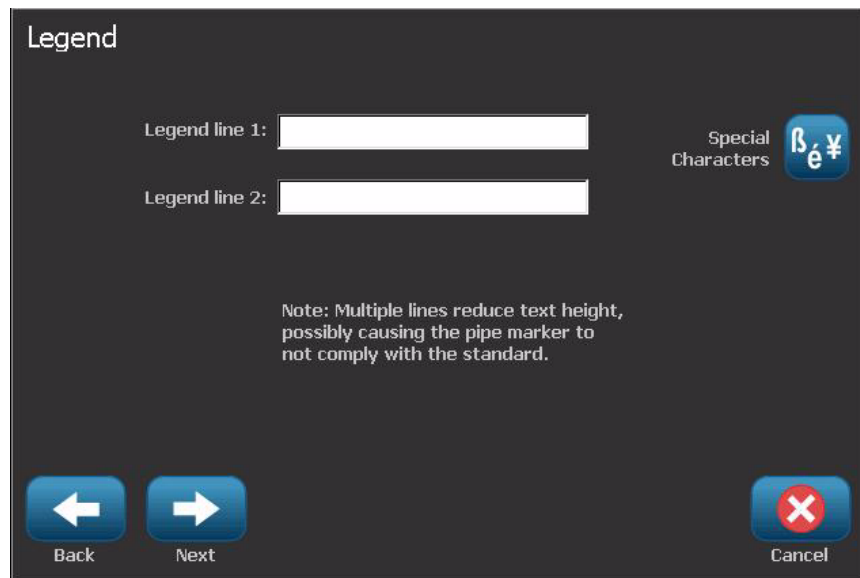 Legend
Legend line 1:
Special
Characters
ß é ¥
Legend line 2:
Note: Multiple lines reduce text height,
possibly causing the pipe marker to
not comply with the standard.
Back
Next
Cancel